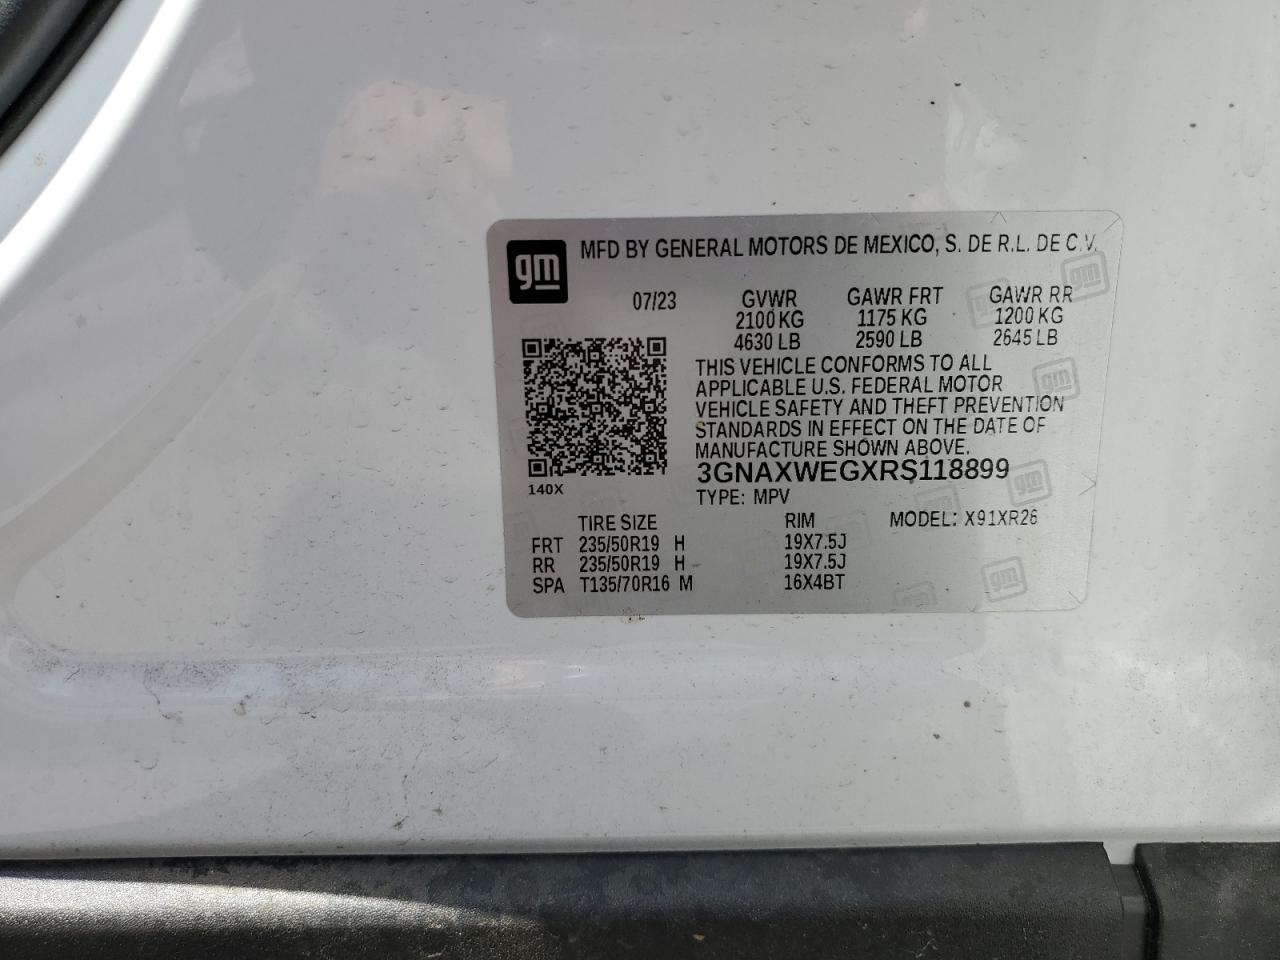 gm MFD BY GENERAL MOTORS DE MEXICO, S. DE R.L. DE C.V.
07/23 GVWR GAWR FRT GAWR RR
2100 KG 1175 KG 1200 KG
4630 LB 2590 LB 2645 LB
THIS VEHICLE CONFORMS TO ALL
APPLICABLE U.S. FEDERAL MOTOR
VEHICLE SAFETY AND THEFT PREVENTION
STANDARDS IN EFFECT ON THE DATE OF
MANUFACTURE SHOWN ABOVE.
3GNAXWEGXRS118899
140X
TYPE: MPV
TIRE SIZE RIM MODEL: X91XR26
FRT 235/50R19 H 19X7.5J
RR 235/50R19 H 19X7.5J
SPA T135/70R16 M 16X4BT